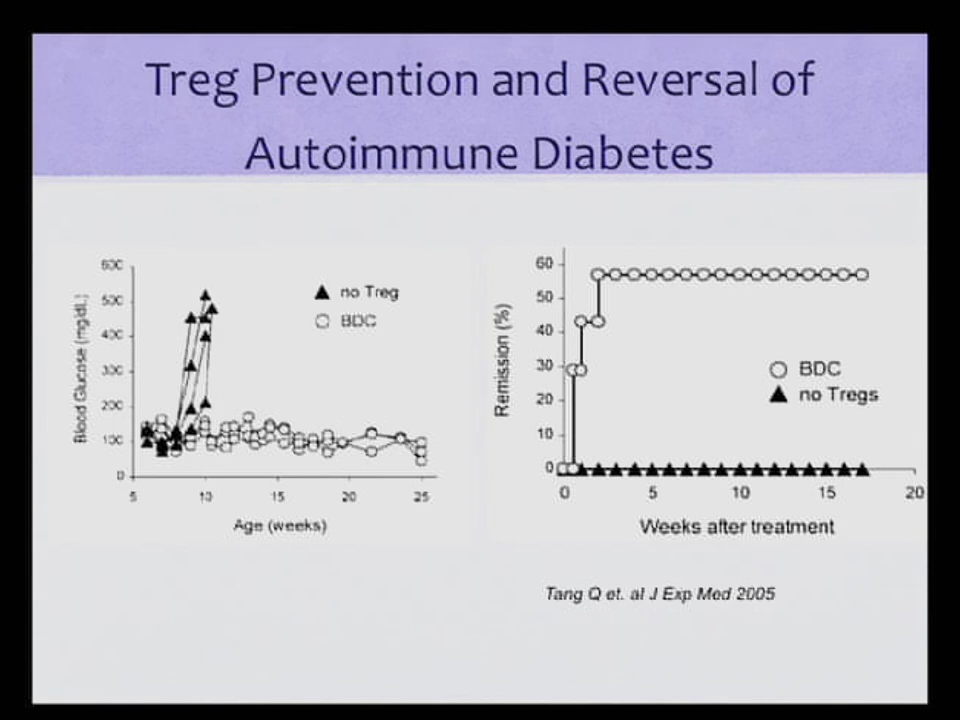 Treg Prevention and Reversal of
Autoimmune Diabetes
600
500
400
300
200
100
0
Blood Glucose (mg/dL)
no Treg
BDC
5
10
15
20
25
Age (weeks)
60
50
40
30
20
10
0
Remission (%)
BDC
no Tregs
0
5
10
15
20
Weeks after treatment
Tang Q et. al J Exp Med 2005